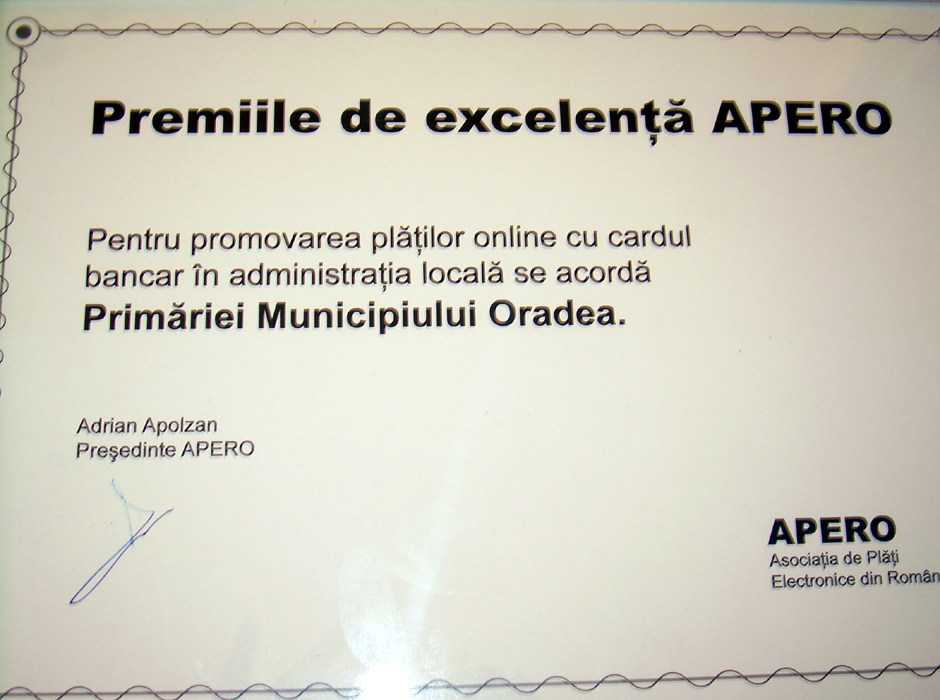 Premiile de excelență APERO
Pentru promovarea plăților online cu cardul
bancar în administrația locală se acordă
Primăriei Municipiului Oradea.
Adrian Apolzan
Preşedinte APERO
APERO
Asociația de Plăți
Electronice din Român